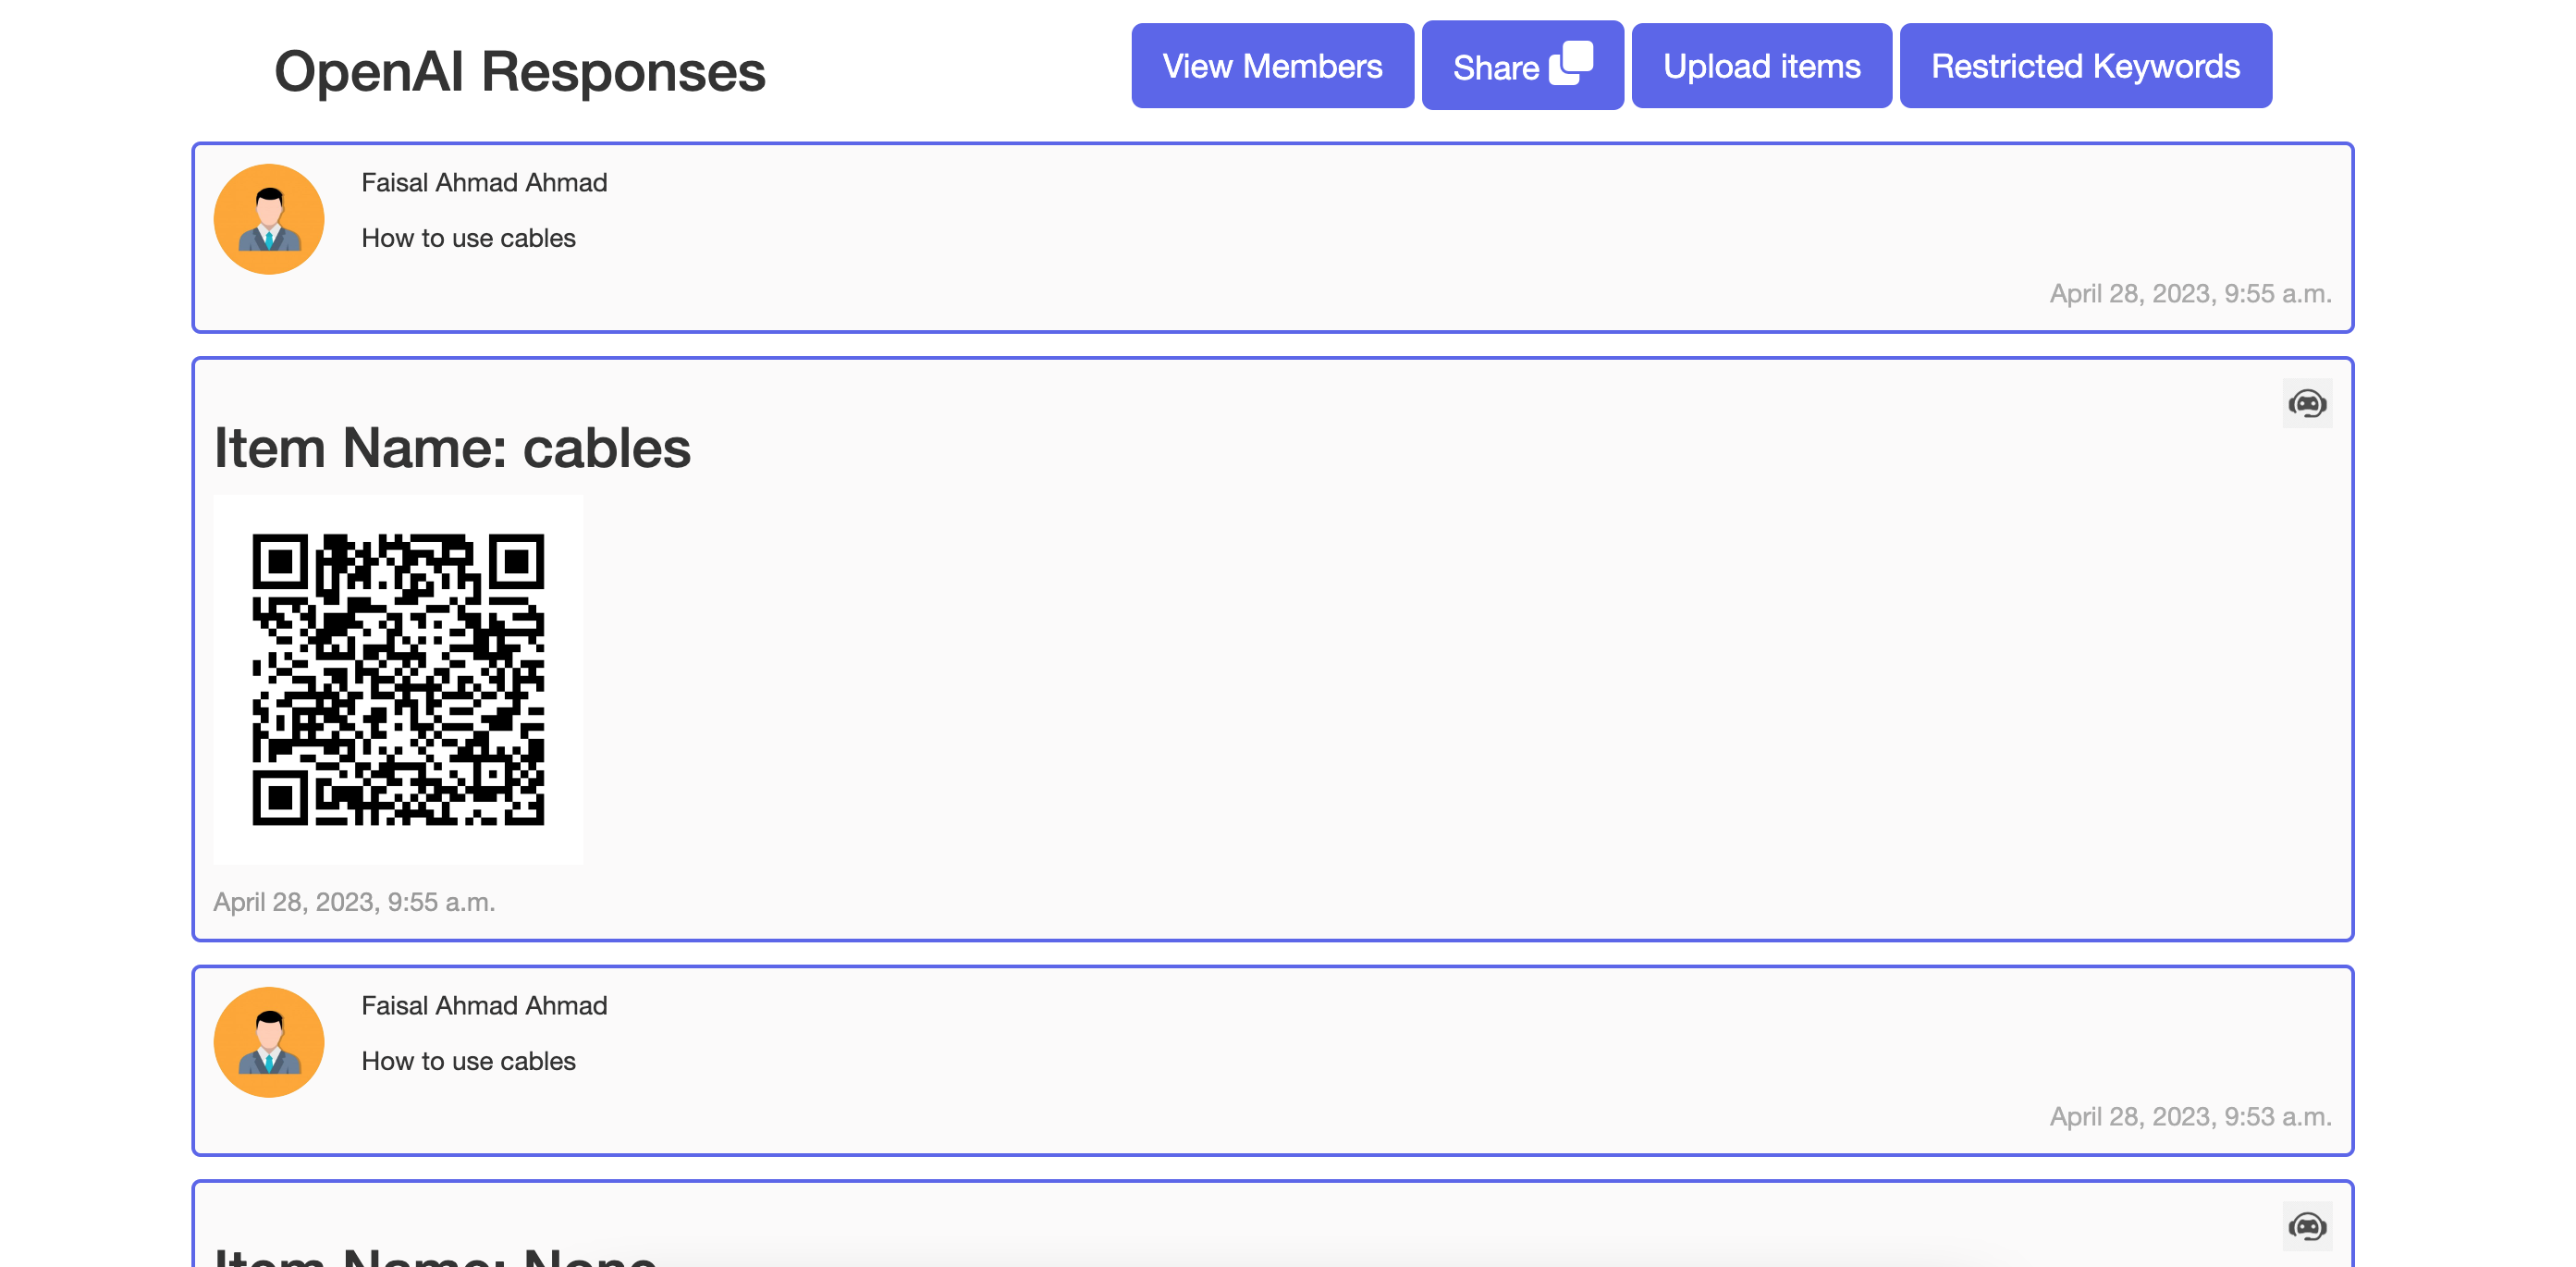 OpenAI Responses
View Members
Share
Upload items
Restricted Keywords
Faisal Ahmad Ahmad
How to use cables
April 28, 2023, 9:55 a.m.
Item Name: cables
April 28, 2023, 9:55 a.m.
Faisal Ahmad Ahmad
How to use cables
April 28, 2023, 9:53 a.m.
Item Name: None